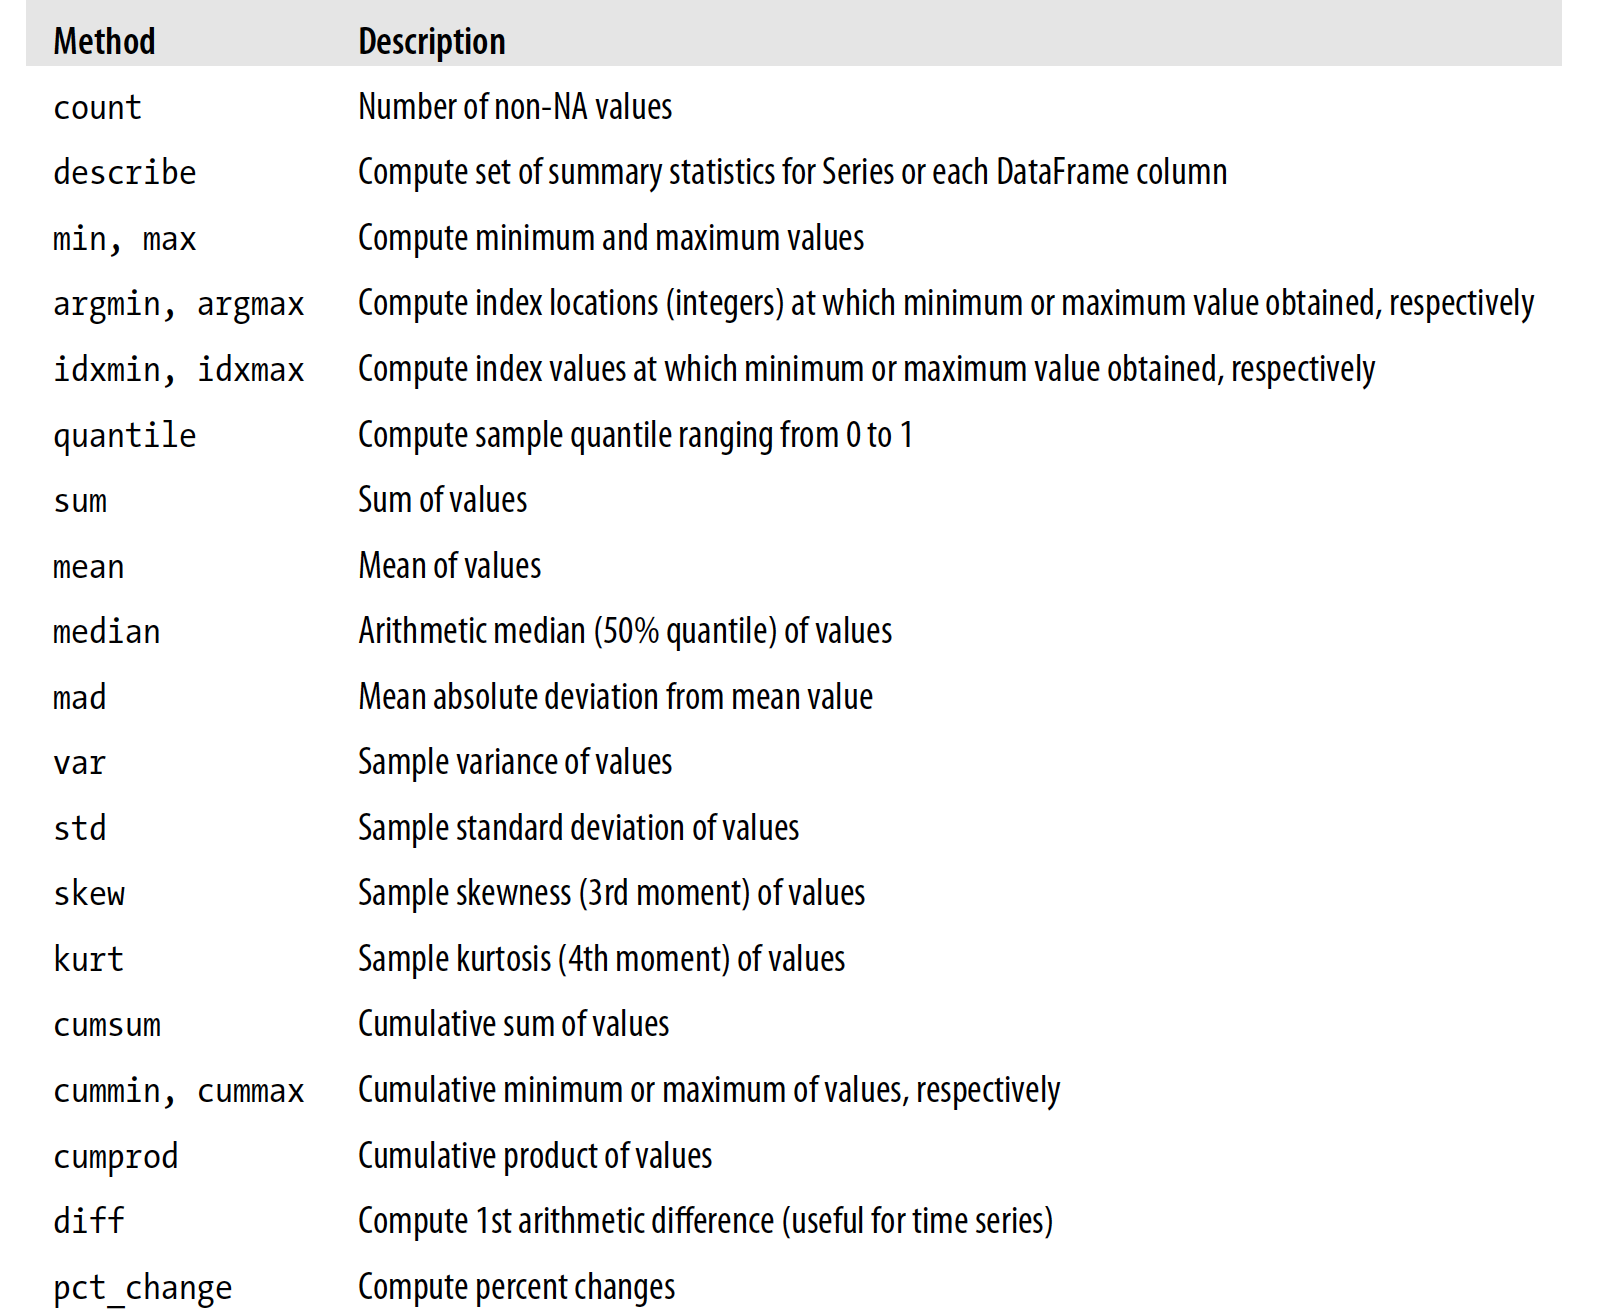 Method Description
count Number of non-NA values
describe Compute set of summary statistics for Series or each DataFrame column
min, max Compute minimum and maximum values
argmin, argmax Compute index locations (integers) at which minimum or maximum value obtained, respectively
idxmin, idxmax Compute index values at which minimum or maximum value obtained, respectively
quantile Compute sample quantile ranging from 0 to 1
sum Sum of values
mean Mean of values
median Arithmetic median (50% quantile) of values
mad Mean absolute deviation from mean value
var Sample variance of values
std Sample standard deviation of values
skew Sample skewness (3rd moment) of values
kurt Sample kurtosis (4th moment) of values
cumsum Cumulative sum of values
cummin, cummax Cumulative minimum or maximum of values, respectively
cumprod Cumulative product of values
diff Compute 1st arithmetic difference (useful for time series)
pct_change Compute percent changes